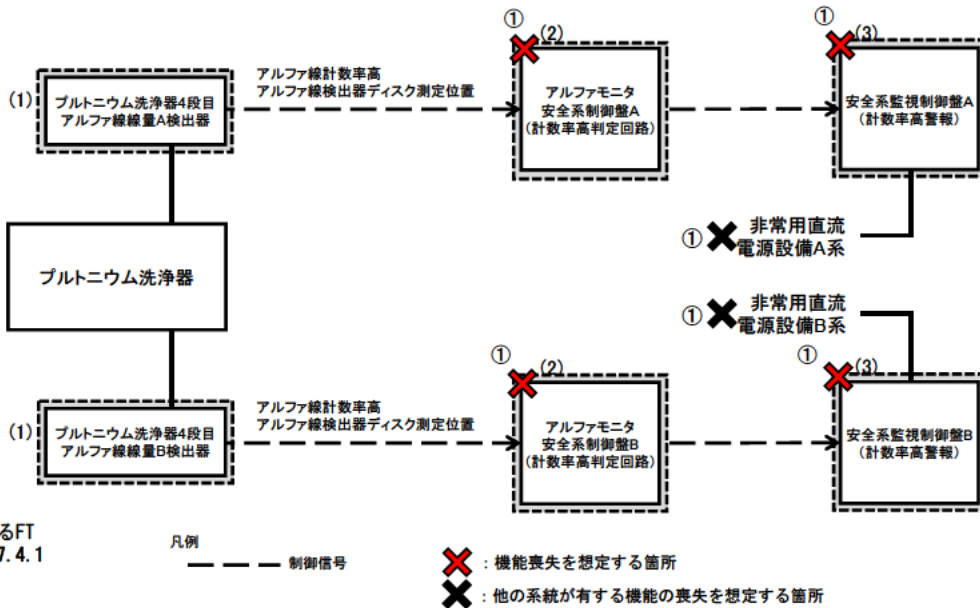 ① (2)
① (3)
(1)
プルトニウム洗浄器4段目
アルファ線線量A検出器
アルファ線計数率高
アルファ線検出器ディスク測定位置
アルファモニタ
安全系制御盤A
(計数率高判定回路)
安全系監視制御盤A
(計数率高警報)
① 非常用直流
電源設備A系
プルトニウム洗浄器
① 非常用直流
電源設備B系
① (2)
① (3)
(1)
プルトニウム洗浄器4段目
アルファ線線量B検出器
アルファ線計数率高
アルファ線検出器ディスク測定位置
アルファモニタ
安全系制御盤B
(計数率高判定回路)
安全系監視制御盤B
(計数率高警報)
るFT
7.4.1
凡例
制御信号
：機能喪失を想定する箇所
：他の系統が有する機能の喪失を想定する箇所